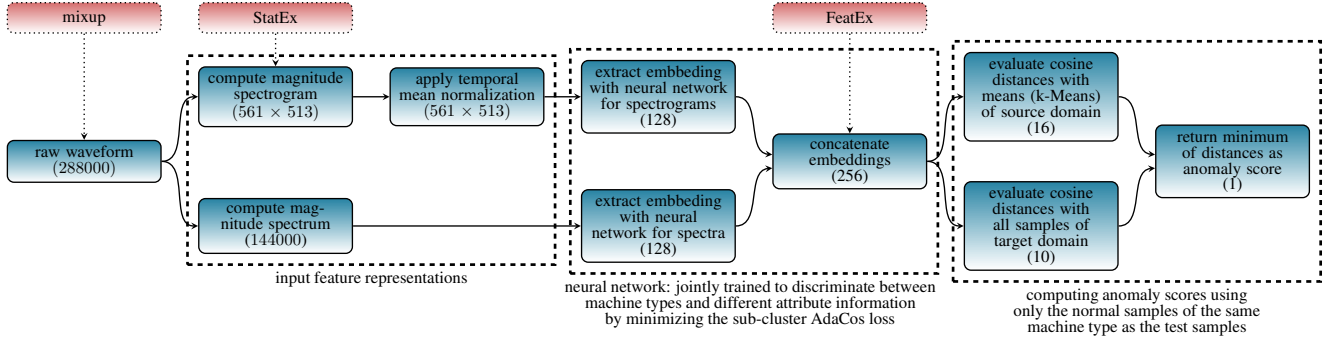 mixup
StatEx
FeatEx
raw waveform
(288000)
compute magnitude
spectrogram
(561 × 513)
apply temporal
mean normalization
(561 × 513)
compute mag-
nitude spectrum
(144000)
input feature representations
extract embbeding
with neural network
for spectrograms
(128)
extract embbeding
with neural
network for spectra
(128)
concatenate
embeddings
(256)
neural network: jointly trained to discriminate between
machine types and different attribute information
by minimizing the sub-cluster AdaCos loss
evaluate cosine
distances with
means (k-Means)
of source domain
(16)
evaluate cosine
distances with
all samples of
target domain
(10)
return minimum
of distances as
anomaly score
(1)
computing anomaly scores using
only the normal samples of the same
machine type as the test samples